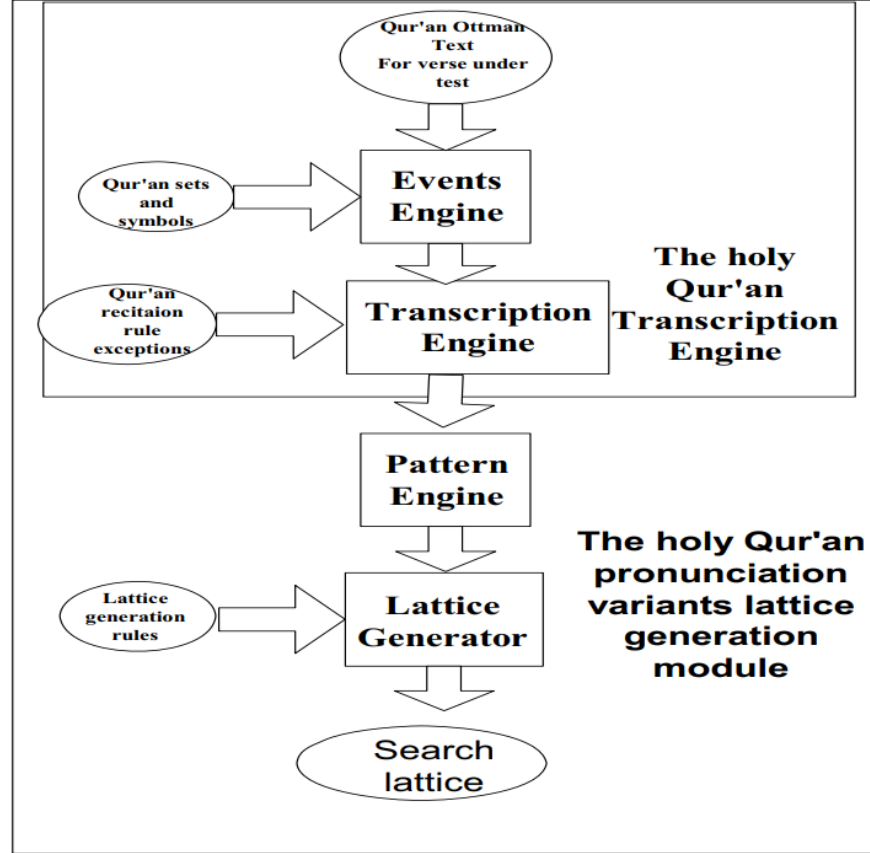 Qur'an Ottman
Text
For verse under
test
Qur'an sets
and
symbols
Events
Engine
Qur'an
recitaion
rule
exceptions
Transcription
Engine
The holy
Qur'an
Transcription
Engine
Pattern
Engine
Lattice
generation
rules
Lattice
Generator
The holy Qur'an
pronunciation
variants lattice
generation
module
Search
lattice